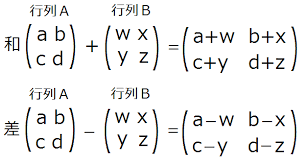 行列A 行列B
和 (a b c d) + (w x y z) = (a+w b+x c+y d+z)
行列A 行列B
差 (a b c d) − (w x y z) = (a−w b−x c−y d−z)